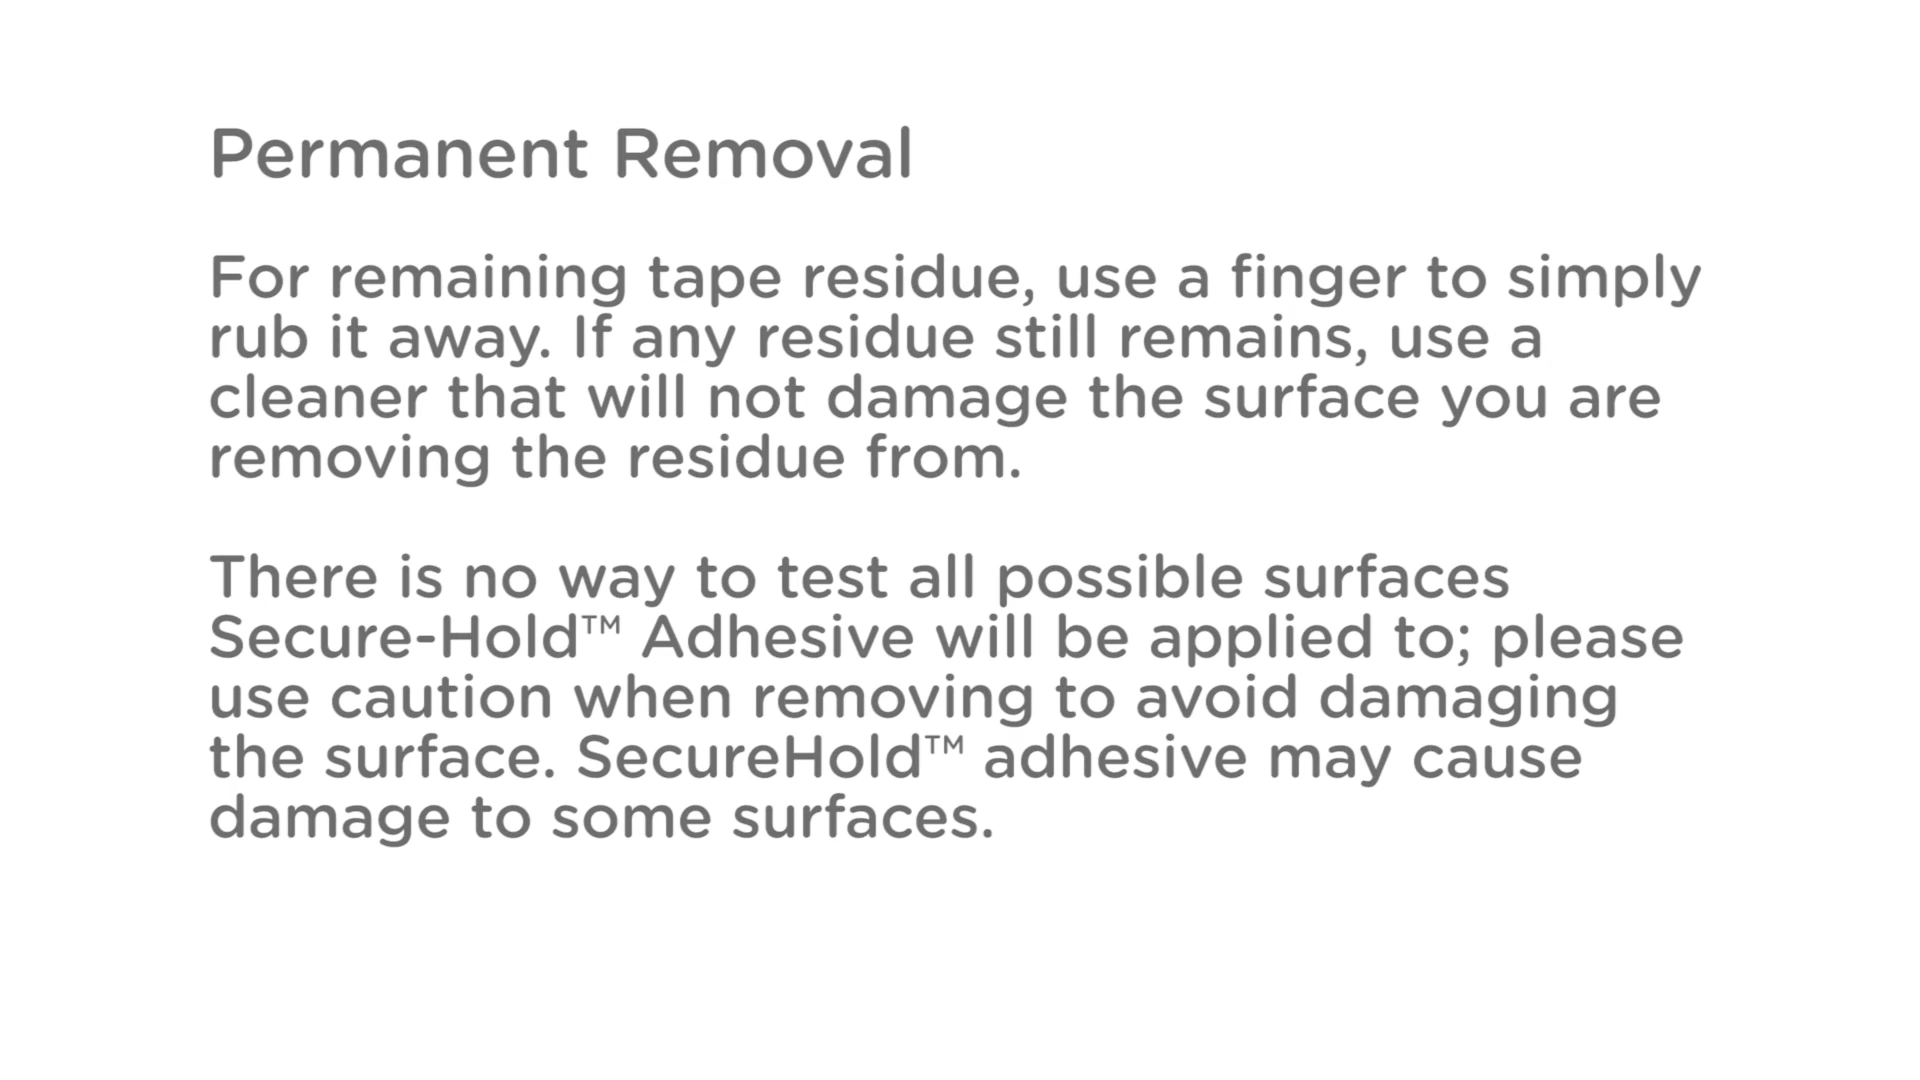 Permanent Removal
For remaining tape residue, use a finger to simply
rub it away. If any residue still remains, use a
cleaner that will not damage the surface you are
removing the residue from.
There is no way to test all possible surfaces
Secure-Hold™ Adhesive will be applied to; please
use caution when removing to avoid damaging
the surface. SecureHold™ adhesive may cause
damage to some surfaces.